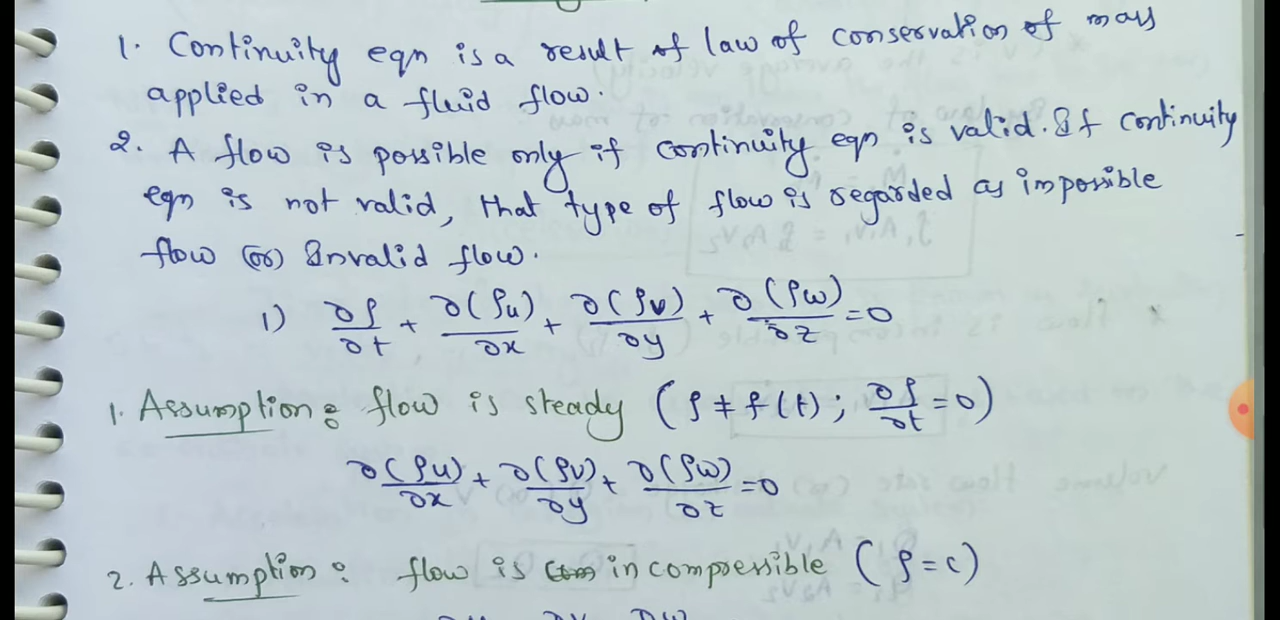 1. Continuity eqn is a result of law of conservation of mass
applied in a fluid flow.
2. A flow is possible only if continuity eqn is valid. If continuity
eqn is not valid, that type of flow is regarded as impossible
flow (or) Invalid flow.
1) ∂ρ/∂t + ∂(ρu)/∂x + ∂(ρv)/∂y + ∂(ρw)/∂z = 0
1. Assumption: flow is steady (ρ ≠ f(t); ∂ρ/∂t = 0)
∂(ρu)/∂x + ∂(ρv)/∂y + ∂(ρw)/∂z = 0
2. Assumption: flow is incompressible (ρ = c)